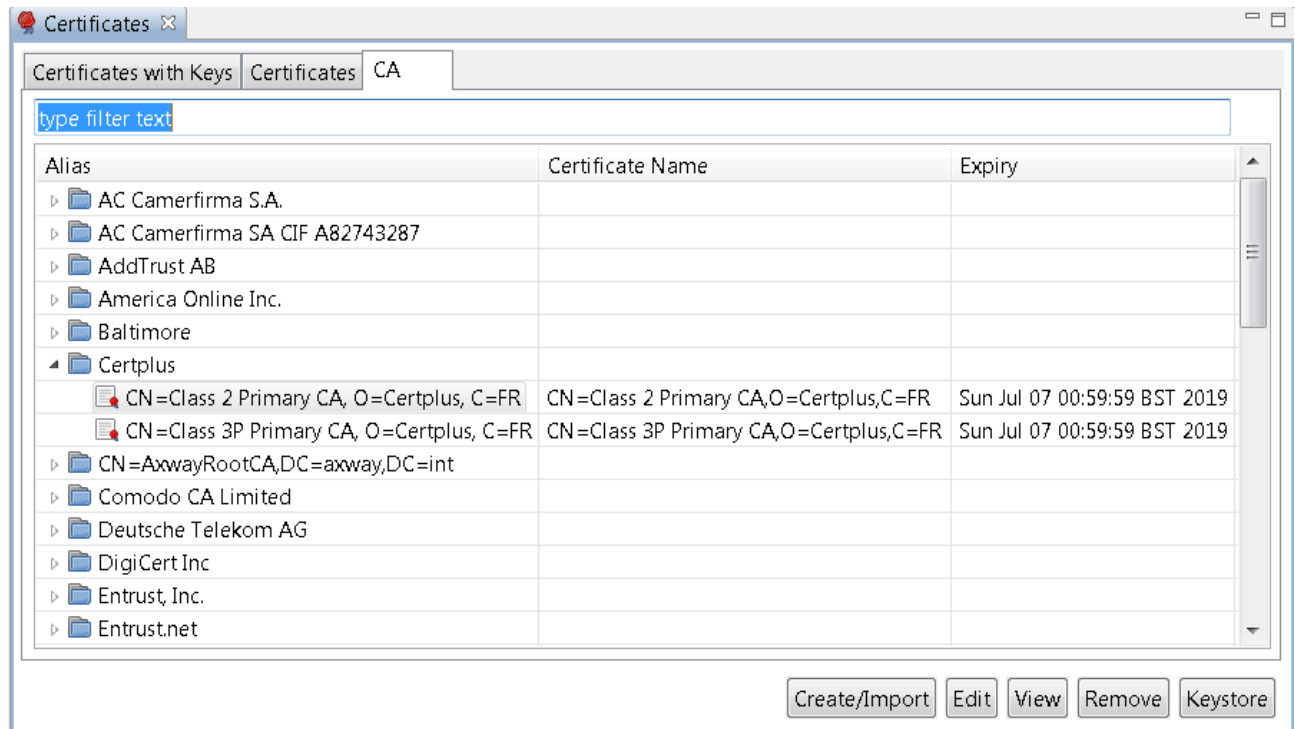 Certificates
Certificates with Keys Certificates CA
type filter text
Alias Certificate Name Expiry
AC Camerfirma S.A.
AC Camerfirma SA CIF A82743287
AddTrust AB
America Online Inc.
Baltimore
Certplus
CN=Class 2 Primary CA, O=Certplus, C=FR CN=Class 2 Primary CA,O=Certplus,C=FR Sun Jul 07 00:59:59 BST 2019
CN=Class 3P Primary CA, O=Certplus, C=FR CN=Class 3P Primary CA,O=Certplus,C=FR Sun Jul 07 00:59:59 BST 2019
CN=AxwayRootCA,DC=axway,DC=int
Comodo CA Limited
Deutsche Telekom AG
DigiCert Inc
Entrust, Inc.
Entrust.net
Create/Import Edit View Remove Keystore